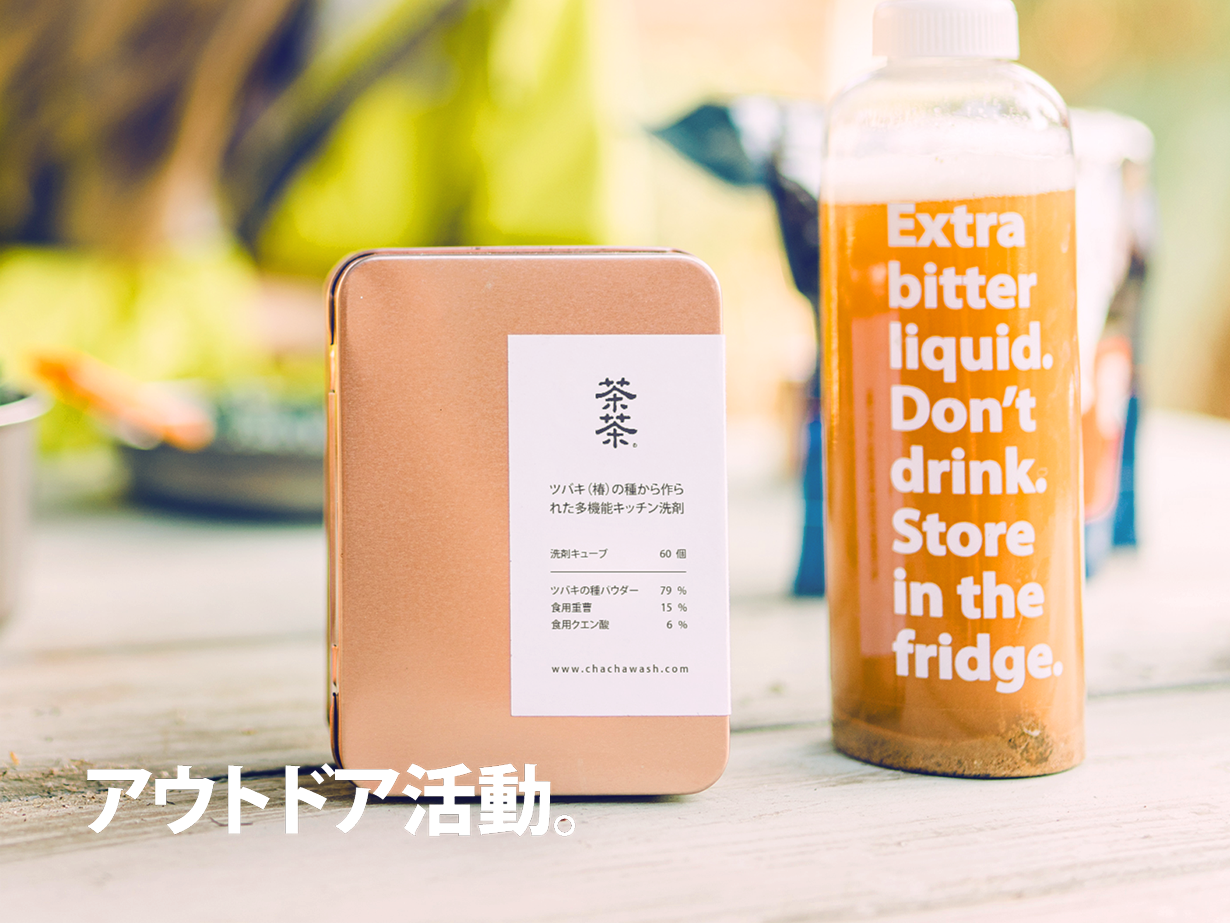 茶
茶
ツバキ（椿）の種から作ら
れた多機能キッチン洗剤
洗剤キューブ 60 個
ツバキの種パウダー 79 %
食用重曹 15 %
食用クエン酸 6 %
www.chachawash.com
Extra
bitter
liquid.
Don’t
drink.
Store
in the
fridge.
アウトドア活動。